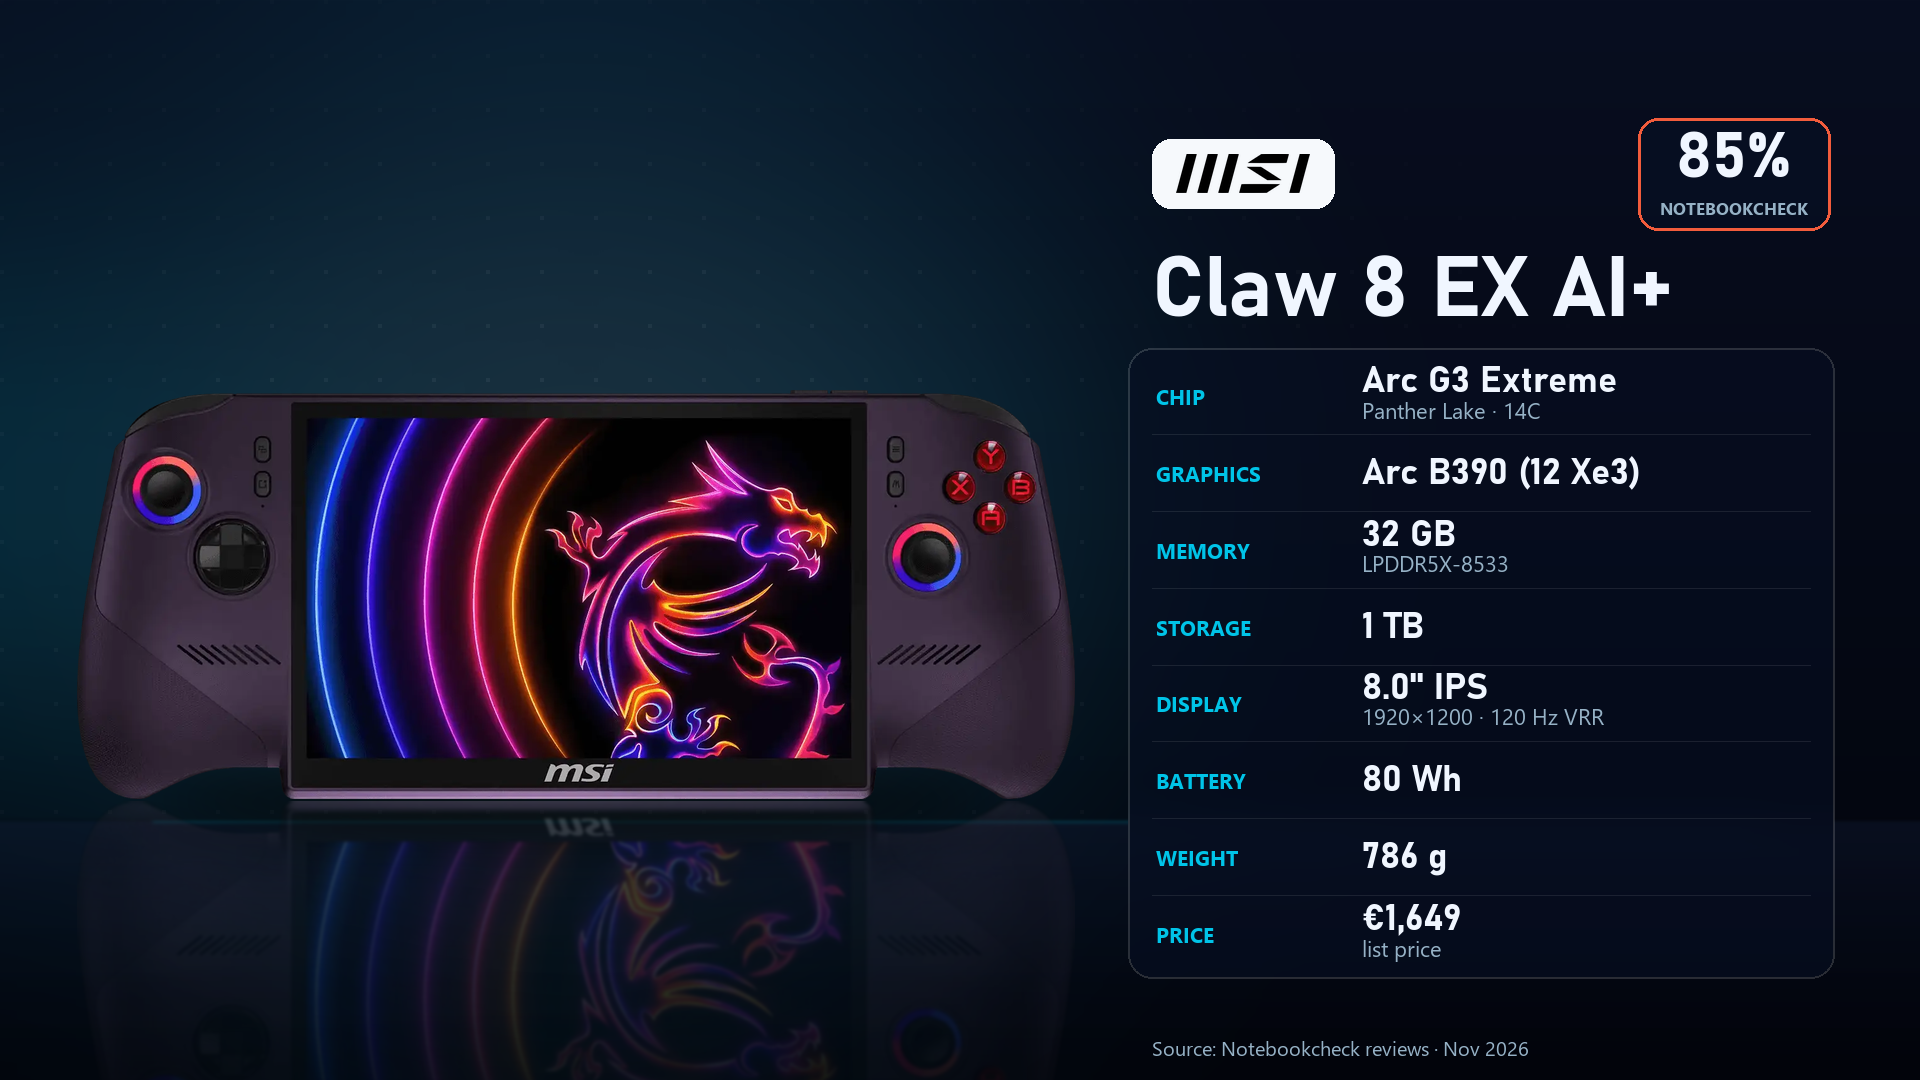 msi
Y
X
B
A
msi
85%
NOTEBOOKCHECK
Claw 8 EX AI+
CHIP
Arc G3 Extreme
Panther Lake · 14C
GRAPHICS
Arc B390 (12 Xe3)
MEMORY
32 GB
LPDDR5X-8533
STORAGE
1 TB
DISPLAY
8.0" IPS
1920×1200 · 120 Hz VRR
BATTERY
80 Wh
WEIGHT
786 g
PRICE
€1,649
list price
Source: Notebookcheck reviews · Nov 2026